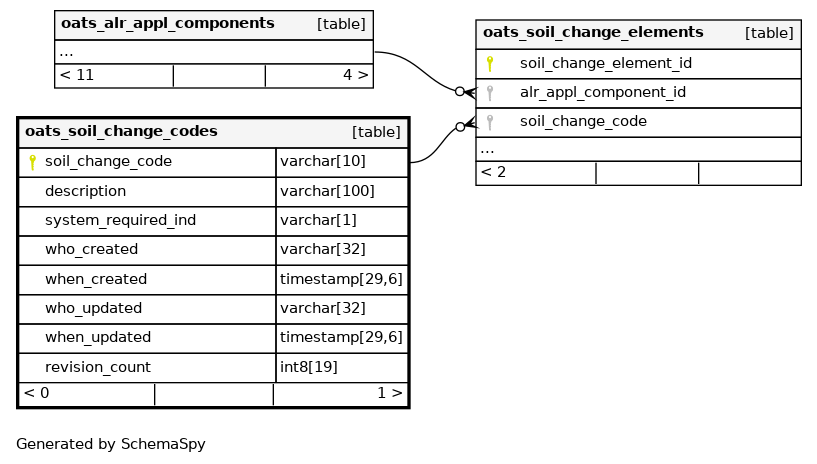 oats_alr_appl_components [table]
...
< 11 4 >
oats_soil_change_elements [table]
soil_change_element_id
alr_appl_component_id
soil_change_code
...
< 2
oats_soil_change_codes [table]
soil_change_code varchar[10]
description varchar[100]
system_required_ind varchar[1]
who_created varchar[32]
when_created timestamp[29,6]
who_updated varchar[32]
when_updated timestamp[29,6]
revision_count int8[19]
< 0 1 >
Generated by SchemaSpy